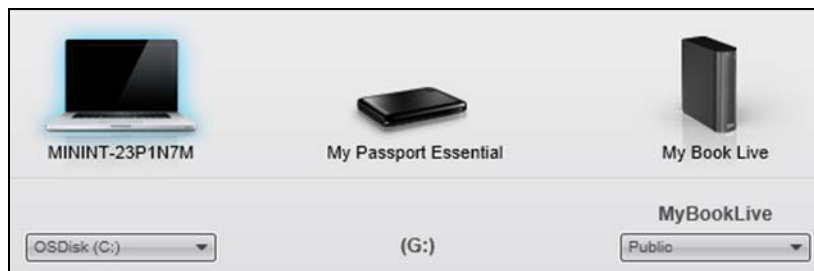 MININT-23P1N7M My Passport Essential My Book Live
MyBookLive
OSDisk (C:) (G:) Public